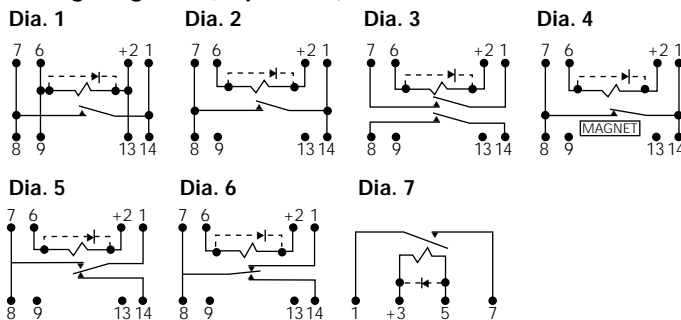 Dia. 1 Dia. 2 Dia. 3 Dia. 4
7 6 +2 1 7 6 +2 1 7 6 +2 1 7 6 +2 1
MAGNET
8 9 13 14 8 9 13 14 8 9 13 14 8 9 13 14
Dia. 5 Dia. 6 Dia. 7
7 6 +2 1 7 6 +2 1
8 9 13 14 8 9 13 14 1 +3 5 7